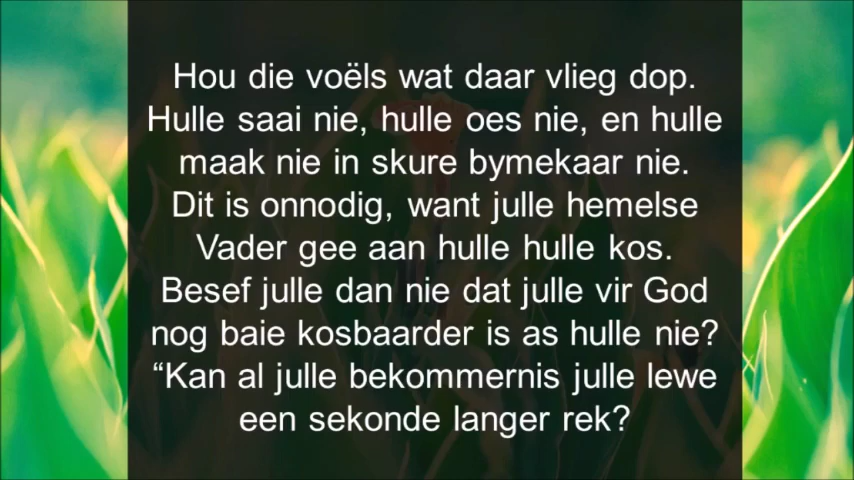 Hou die voëls wat daar vlieg dop.
Hulle saai nie, hulle oes nie, en hulle
maak nie in skure bymekaar nie.
Dit is onnodig, want julle hemelse
Vader gee aan hulle hulle kos.
Besef julle dan nie dat julle vir God
nog baie kosbaarder is as hulle nie?
“Kan al julle bekommernis julle lewe
een sekonde langer rek?